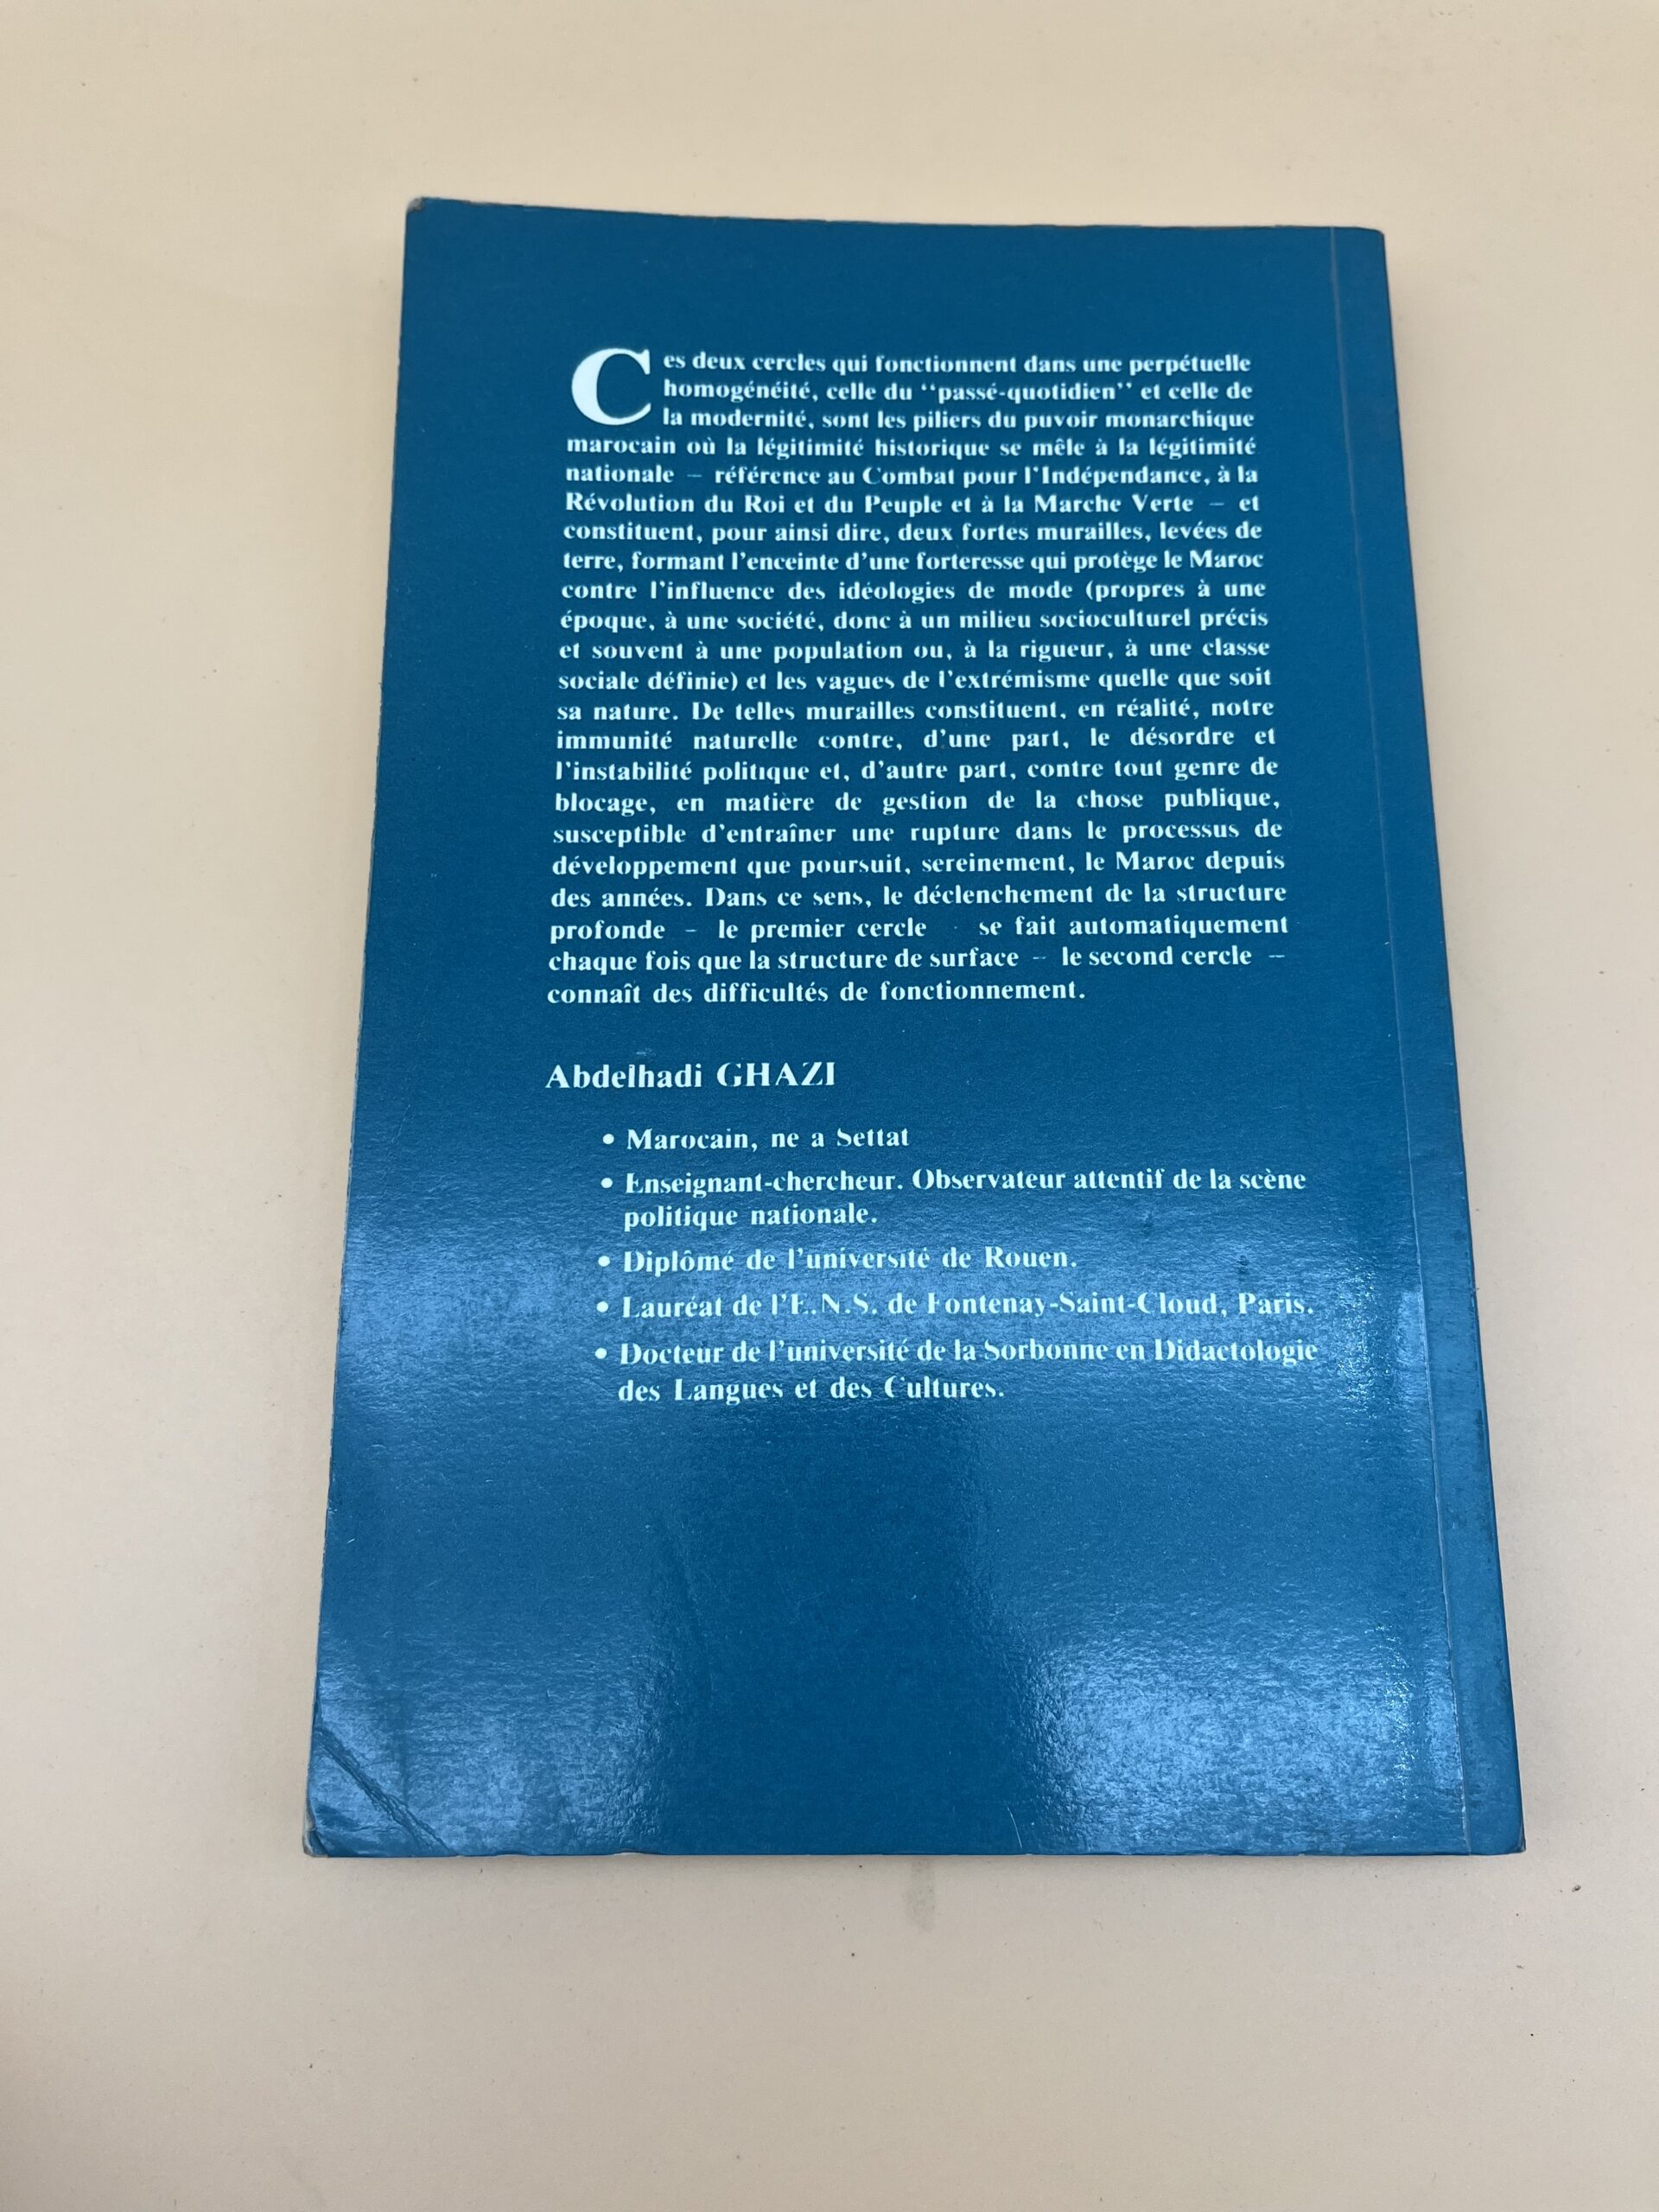 Ces deux cercles qui fonctionnent dans une perpétuelle
homogénéité, celle du "passé-quotidien" et celle de
la modernité, sont les piliers du puvoir monarchique
marocain où la légitimité historique se mêle à la légitimité
nationale – référence au Combat pour l'Indépendance, à la
Révolution du Roi et du Peuple et à la Marche Verte – et
constituent, pour ainsi dire, deux fortes murailles, levées de
terre, formant l'enceinte d'une forteresse qui protège le Maroc
contre l'influence des idéologies de mode (propres à une
époque, à une société, donc à un milieu socioculturel précis
et souvent à une population ou, à la rigueur, à une classe
sociale définie) et les vagues de l'extrémisme quelle que soit
sa nature. De telles murailles constituent, en réalité, notre
immunité naturelle contre, d'une part, le désordre et
l'instabilité politique et, d'autre part, contre tout genre de
blocage, en matière de gestion de la chose publique,
susceptible d'entraîner une rupture dans le processus de
développement que poursuit, sereinement, le Maroc depuis
des années. Dans ce sens, le déclenchement de la structure
profonde – le premier cercle – se fait automatiquement
chaque fois que la structure de surface – le second cercle –
connaît des difficultés de fonctionnement.
Abdelhadi GHAZI
• Marocain, ne a Settat
• Enseignant-chercheur. Observateur attentif de la scène
politique nationale.
• Diplômé de l'université de Rouen.
• Lauréat de l'E.N.S. de Fontenay-Saint-Cloud, Paris.
• Docteur de l'université de la Sorbonne en Didactologie
des Langues et des Cultures.